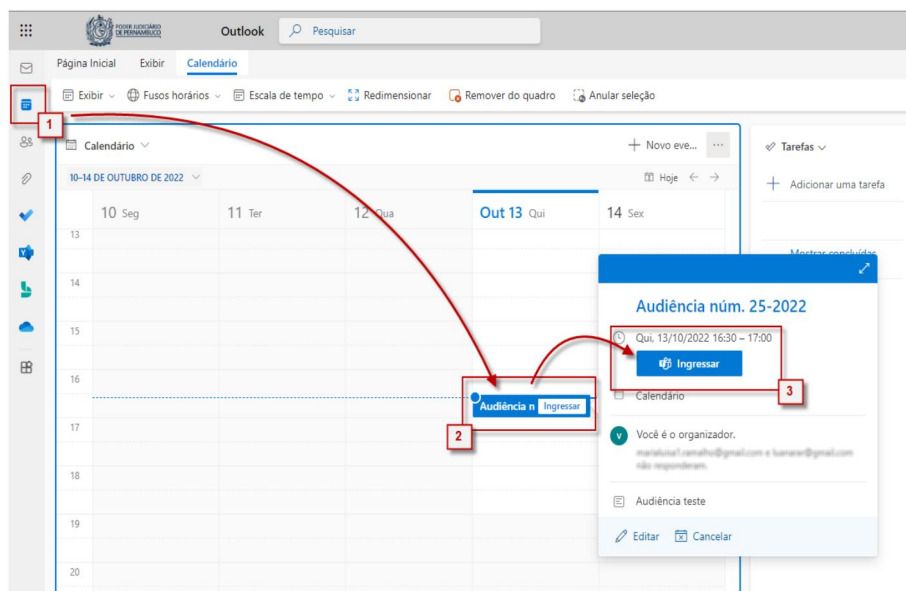 PODER JUDICIÁRIO
DE PERNAMBUCO
Outlook
Pesquisar
Página Inicial Exibir Calendário
Exibir Fusos horários Escala de tempo Redimensionar Remover do quadro Anular seleção
1
Calendário
+ Novo eve... ...
Tarefas
10–14 DE OUTUBRO DE 2022
Hoje
Adicionar uma tarefa
10 Seg 11 Ter 12 Qua Out 13 Qui 14 Sex
Mostrar concluídas
13
14
15
16
17
18
19
20
Audiência n Ingressar
2
Audiência núm. 25-2022
Qui, 13/10/2022 16:30 – 17:00
Ingressar
3
Calendário
V
Você é o organizador.
não responderam.
Audiência teste
Editar Cancelar